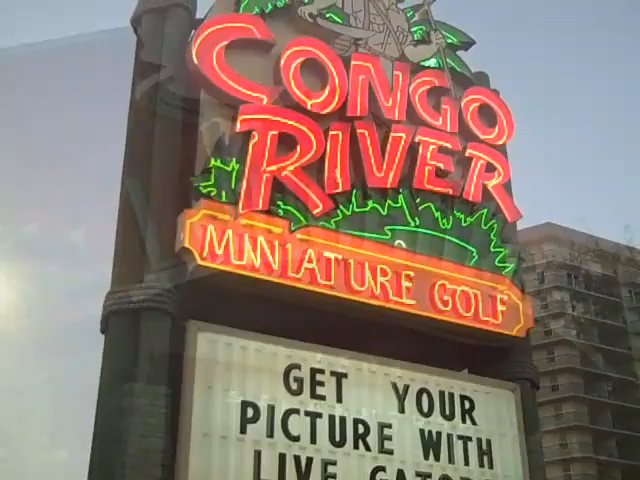 CONGO
RIVER
MINIATURE GOLF
GET YOUR
PICTURE WITH
LIVE GATORS